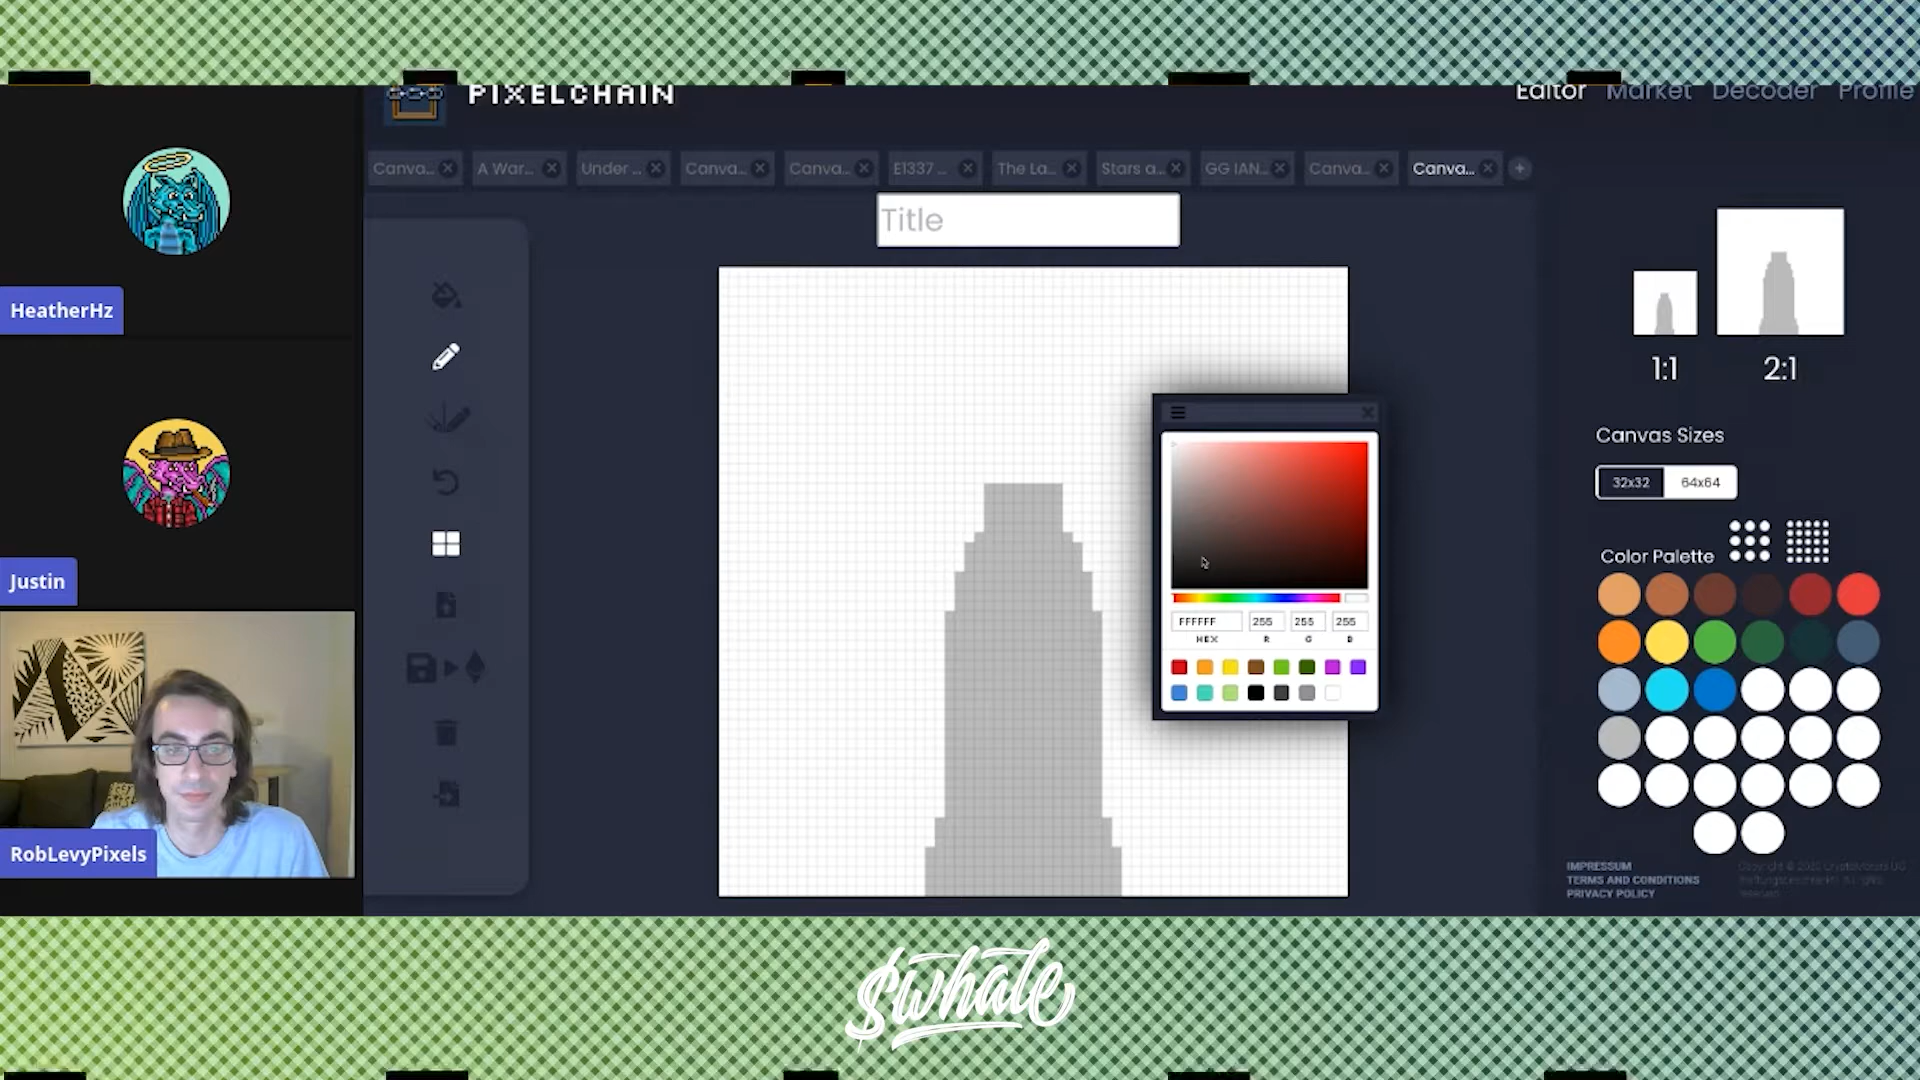 PIXELCHAIN
Editor Market Decoder Profile
Canva... A War... Under ... Canva... Canva... E1337 ... The La... Stars a... GG IAN... Canva... Canva... +
Title
HeatherHz
Justin
RobLevyPixels
1:1 2:1
Canvas Sizes
32x32 64x64
Color Palette
FFFFFF 255 255 255
HEX R G B
IMPRESSUM
TERMS AND CONDITIONS
PRIVACY POLICY
$whale